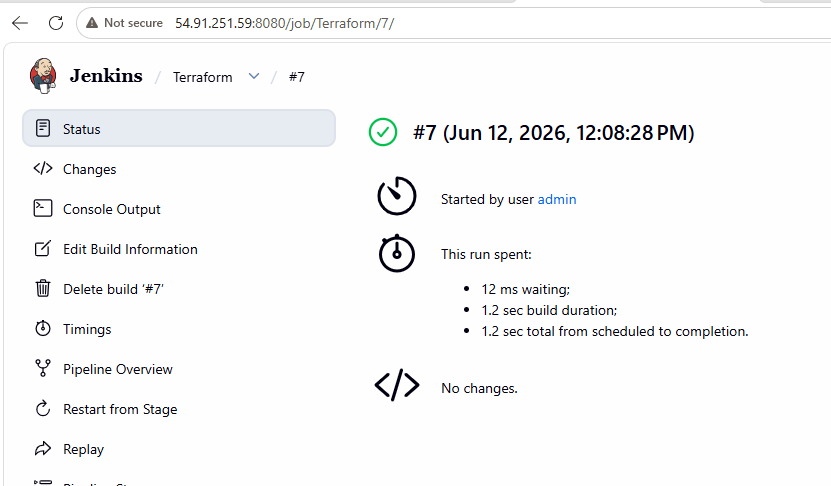 Not secure 54.91.251.59:8080/job/Terraform/7/
Jenkins / Terraform / #7
Status
#7 (Jun 12, 2026, 12:08:28 PM)
Changes
Started by user admin
Console Output
Edit Build Information
This run spent:
12 ms waiting;
Delete build '#7'
1.2 sec build duration;
Timings
1.2 sec total from scheduled to completion.
Pipeline Overview
No changes.
Restart from Stage
Replay